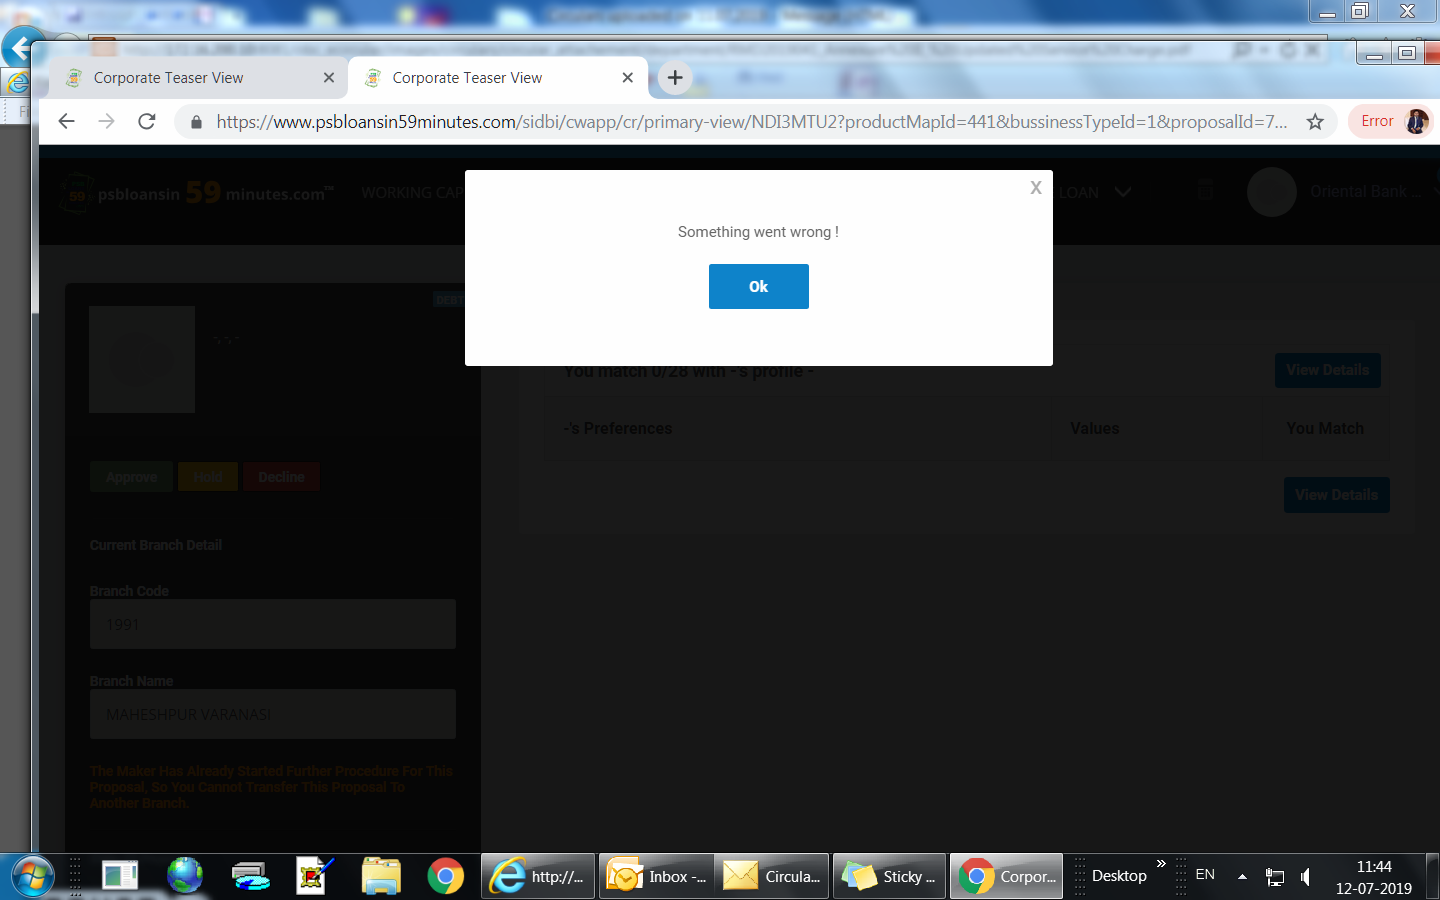 Corporate Teaser View
Corporate Teaser View
https://www.psbloansin59minutes.com/sidbi/cwapp/cr/primary-view/NDI3MTU2?productMapId=441&bussinessTypeId=1&proposalId=7...
Error
59 psbloansin 59 minutes.com™
WORKING CAP
LOAN
Oriental Bank ...
X
Something went wrong !
Ok
DEBT
-, -, -
You match 0/28 with -'s profile -
View Details
-'s Preferences Values You Match
View Details
Approve Hold Decline
Current Branch Detail
Branch Code
1991
Branch Name
MAHESHPUR VARANASI
The Maker Has Already Started Further Procedure For This
Proposal, So You Cannot Transfer This Proposal To
Another Branch.
http://...
Inbox -...
Circula...
Sticky ...
Corpor...
Desktop
»
EN
11:44
12-07-2019